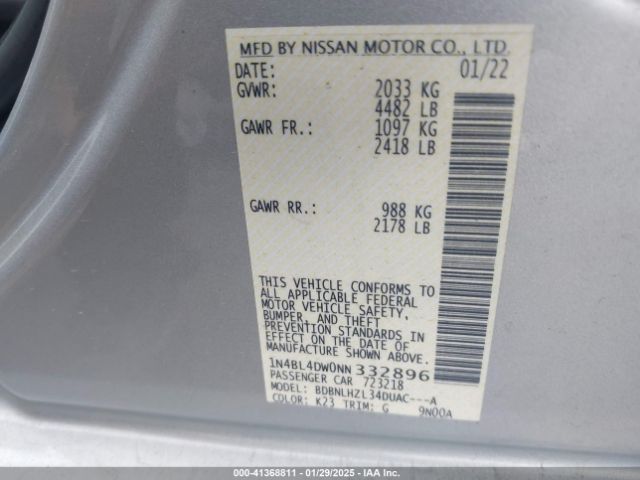 MFD BY NISSAN MOTOR CO., LTD.
DATE: 01/22
GVWR: 2033 KG
4482 LB
GAWR FR.: 1097 KG
2418 LB
GAWR RR.: 988 KG
2178 LB
THIS VEHICLE CONFORMS TO
ALL APPLICABLE FEDERAL
MOTOR VEHICLE SAFETY,
BUMPER, AND THEFT
PREVENTION STANDARDS IN
EFFECT ON THE DATE OF
MANUFACTURE SHOWN ABOVE.
1N4BL4DW0NN332896
PASSENGER CAR 723218
MODEL: BDBNLHZL34DUAC---A
COLOR: K23 TRIM: G 9N00A
000-41368811 - 01/29/2025 - IAA Inc.